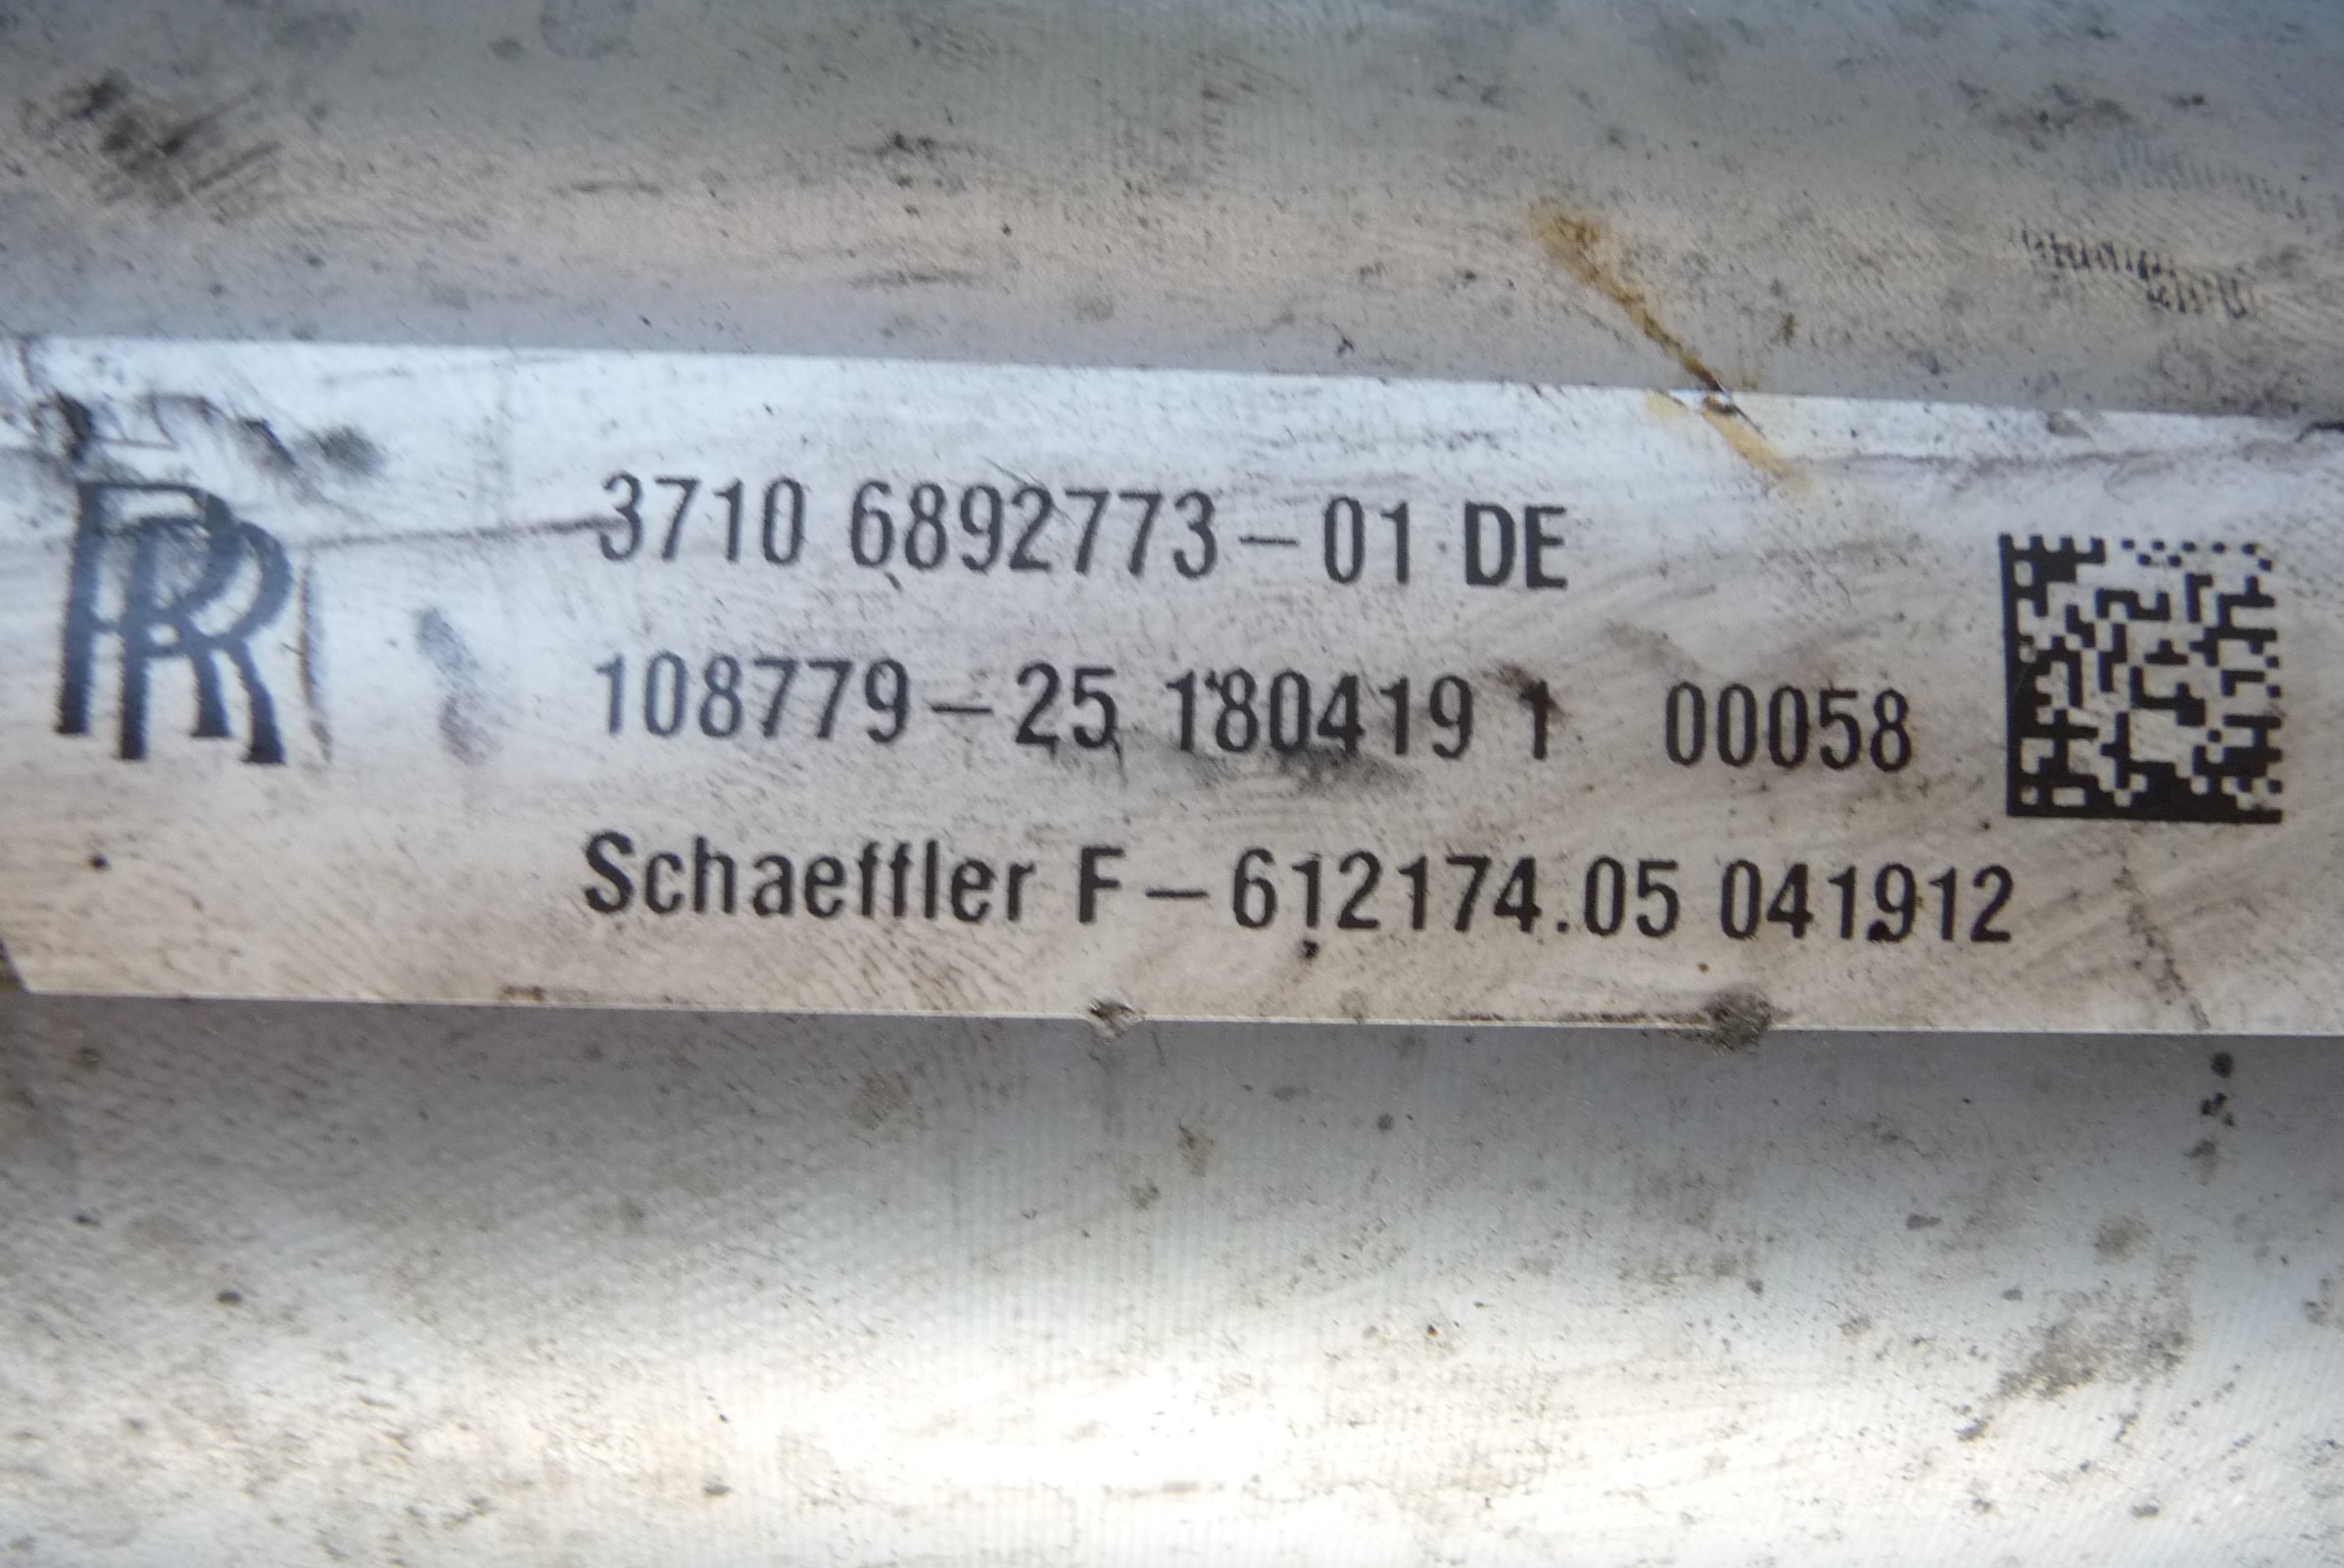 RR
3710 6892773-01 DE
108779-25 180419 1 00058
Schaeffler F-612174.05 041912